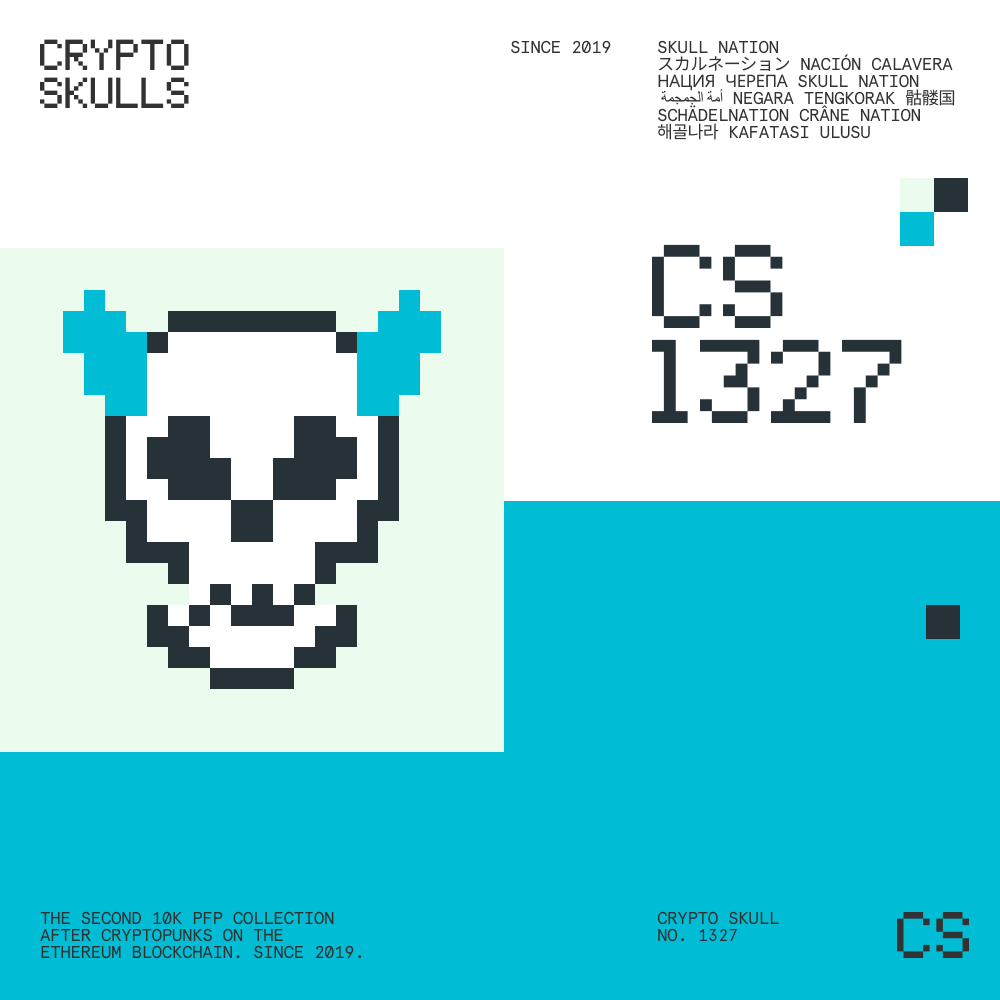 CRYPTO
SKULLS
SINCE 2019
SKULL NATION
スカルネーション NACIÓN CALAVERA
НАЦИЯ ЧЕРЕПА SKULL NATION
أمة الجمجمة NEGARA TENGKORAK 骷髅国
SCHÄDELNATION CRÂNE NATION
해골나라 KAFATASI ULUSU
CS
1327
THE SECOND 10K PFP COLLECTION
AFTER CRYPTOPUNKS ON THE
ETHEREUM BLOCKCHAIN. SINCE 2019.
CRYPTO SKULL
NO. 1327
CS